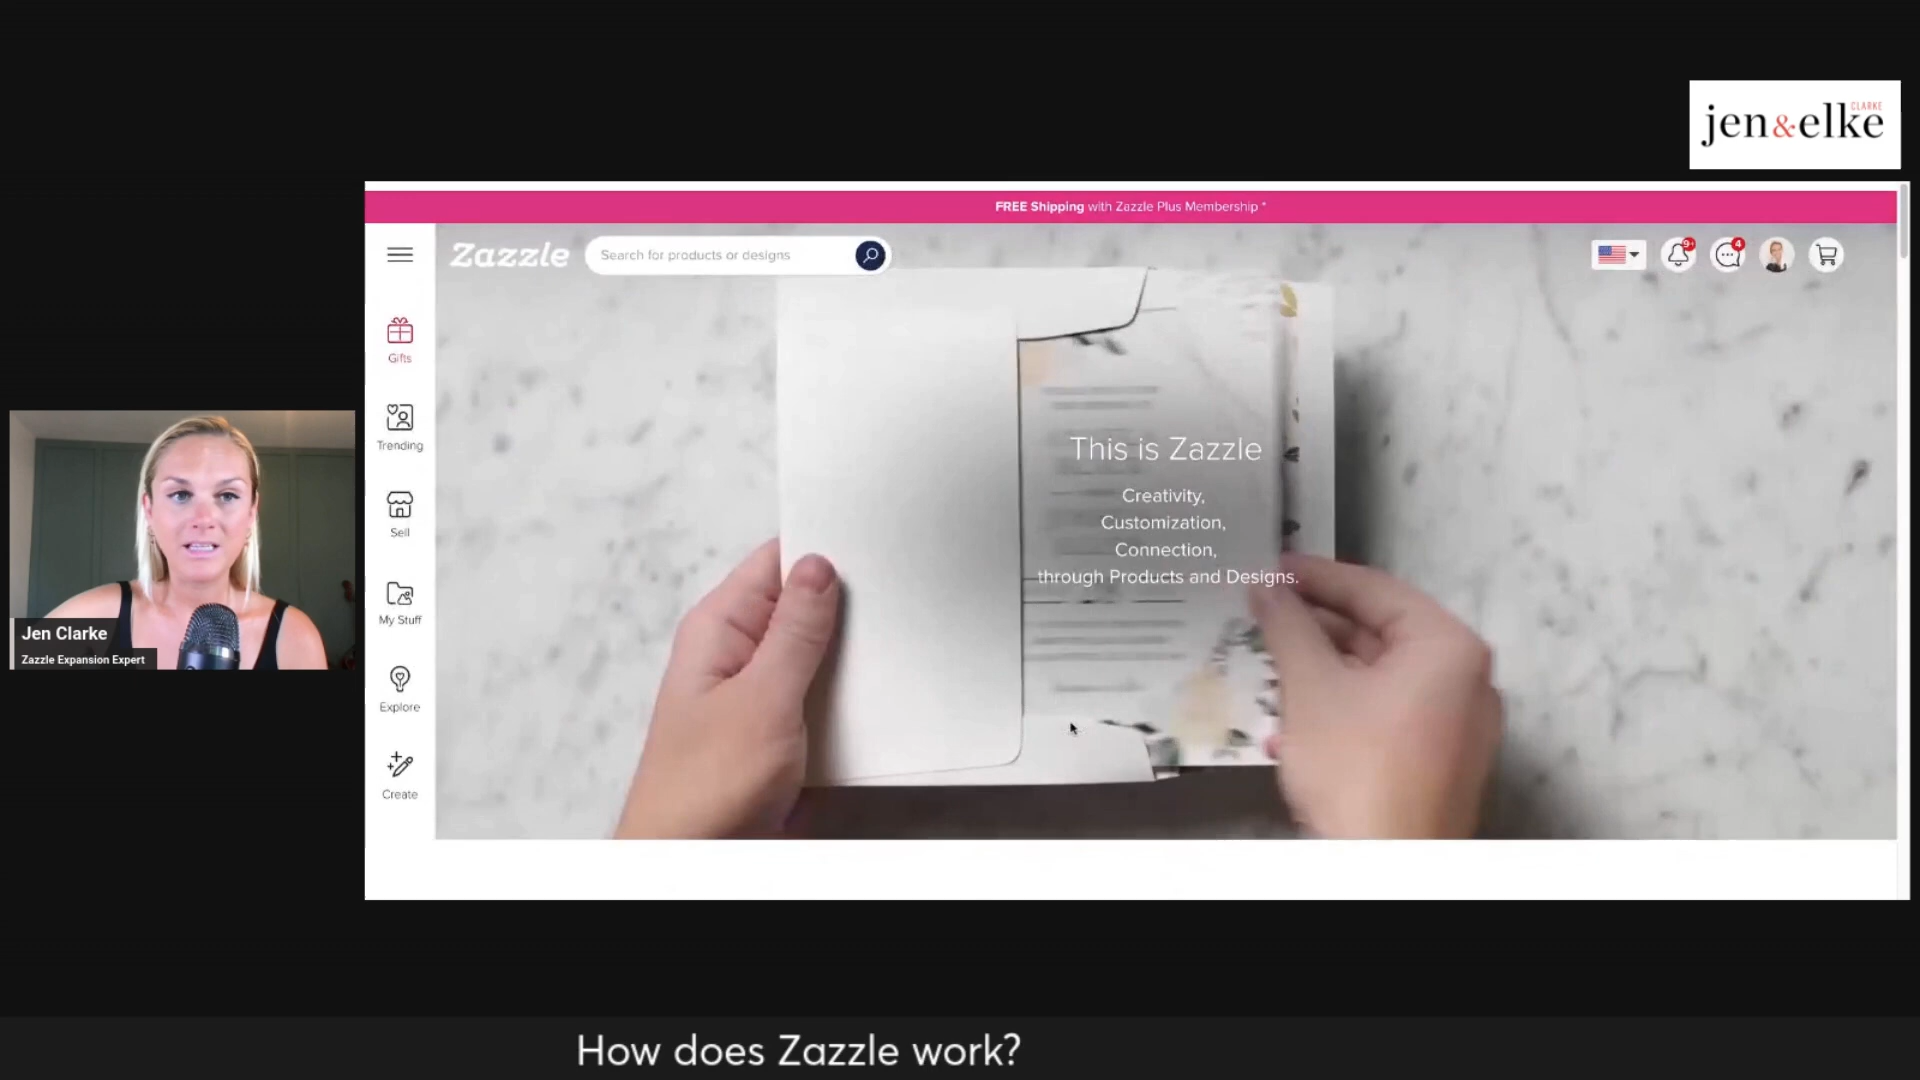 CLARKE
jen&elke
FREE Shipping with Zazzle Plus Membership *
Zazzle
Search for products or designs
9+
4
Gifts
Trending
Sell
My Stuff
Explore
Create
This is Zazzle
Creativity,
Customization,
Connection,
through Products and Designs.
Jen Clarke
Zazzle Expansion Expert
How does Zazzle work?